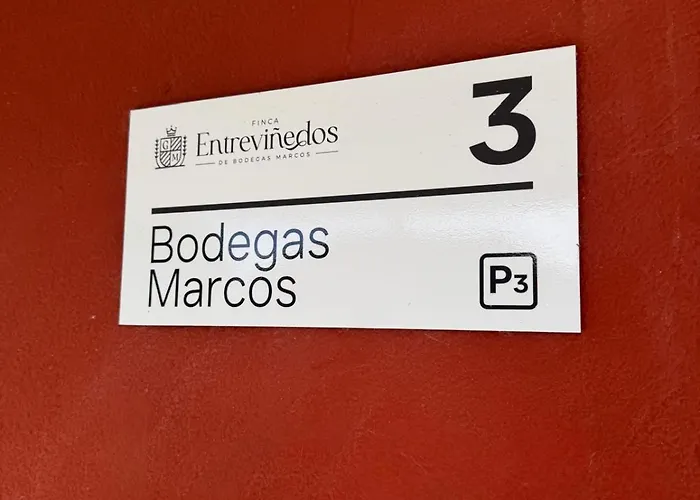 FINCA
Entreviñedos
DE BODEGAS MARCOS
G M
3
Bodegas
Marcos
P3